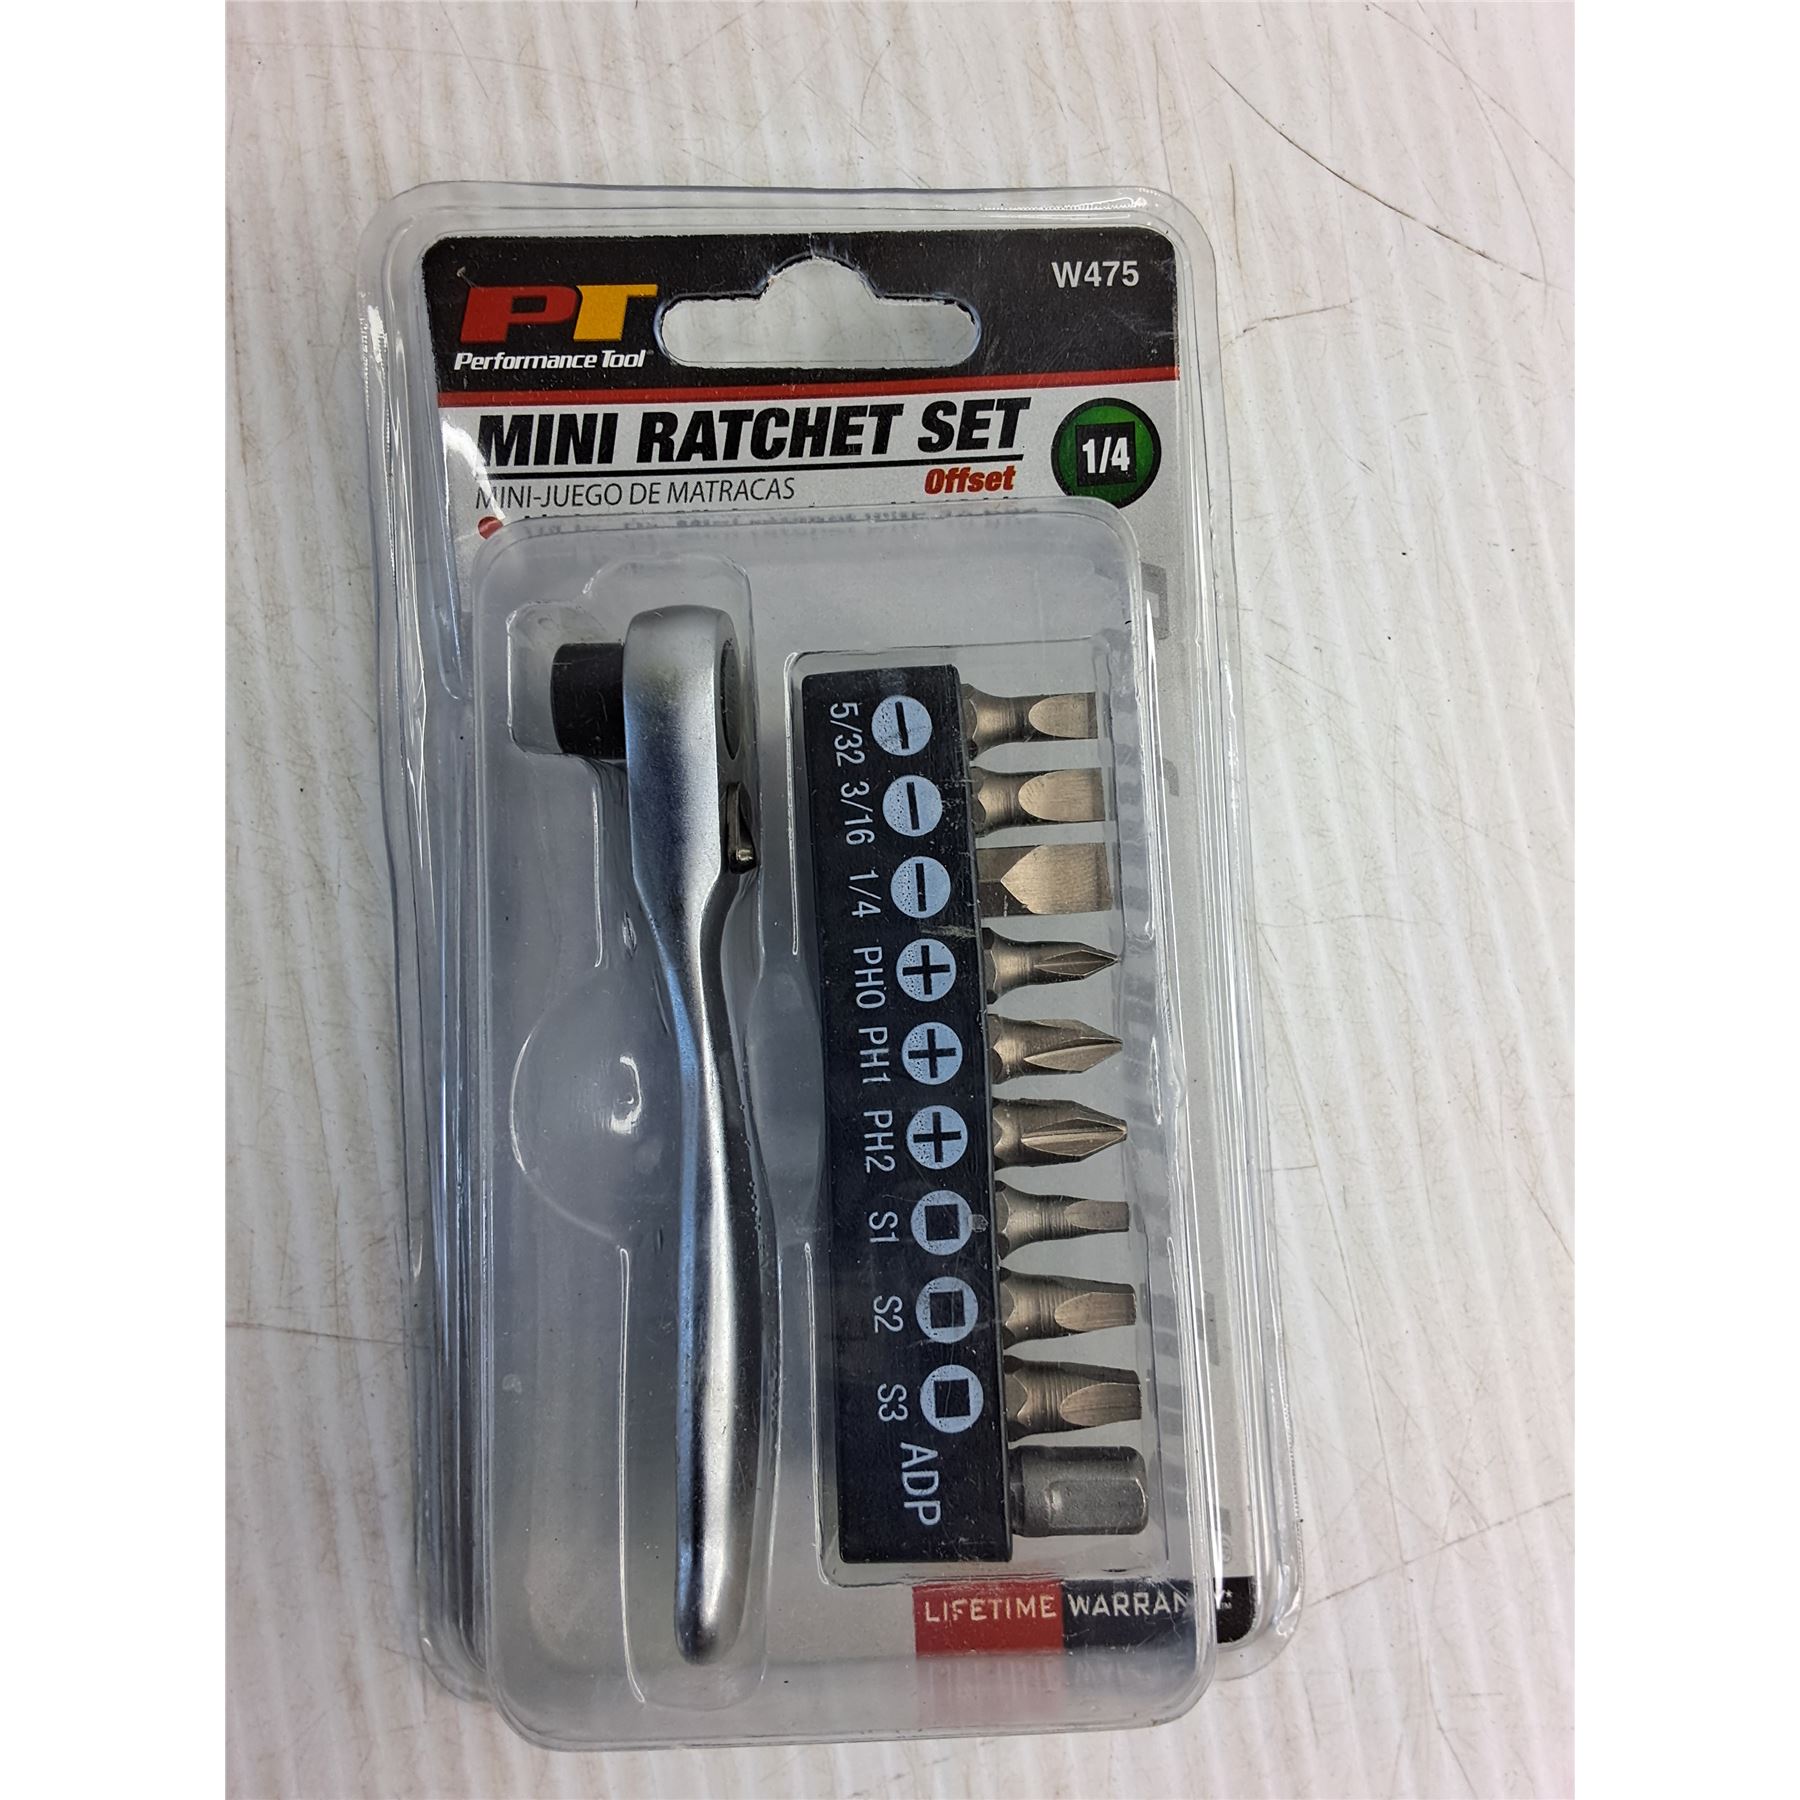 PT
Performance Tool
W475
MINI RATCHET SET
Offset
MINI-JUEGO DE MATRACAS
1/4
5/32
3/16
1/4
PH0
PH1
PH2
S1
S2
S3
ADP
LIFETIME WARRANTY